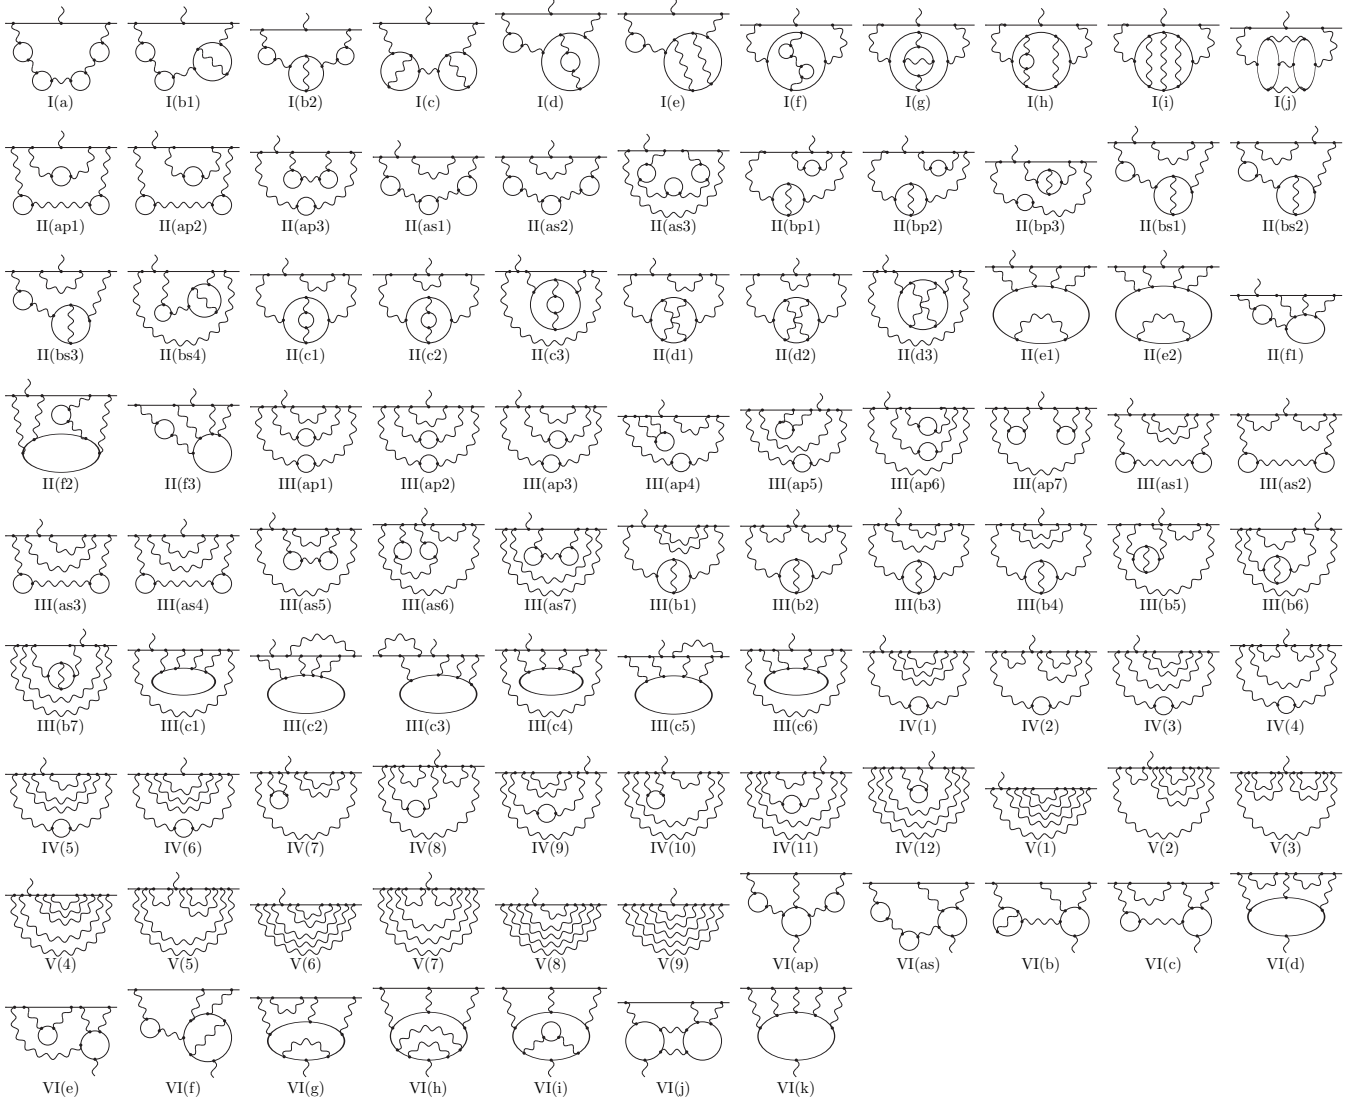 I(a) I(b1) I(b2) I(c) I(d) I(e) I(f) I(g) I(h) I(i) I(j)
II(ap1) II(ap2) II(ap3) II(as1) II(as2) II(as3) II(bp1) II(bp2) II(bp3) II(bs1) II(bs2)
II(bs3) II(bs4) II(c1) II(c2) II(c3) II(d1) II(d2) II(d3) II(e1) II(e2) II(f1)
II(f2) II(f3) III(ap1) III(ap2) III(ap3) III(ap4) III(ap5) III(ap6) III(ap7) III(as1) III(as2)
III(as3) III(as4) III(as5) III(as6) III(as7) III(b1) III(b2) III(b3) III(b4) III(b5) III(b6)
III(b7) III(c1) III(c2) III(c3) III(c4) III(c5) III(c6) IV(1) IV(2) IV(3) IV(4)
IV(5) IV(6) IV(7) IV(8) IV(9) IV(10) IV(11) IV(12) V(1) V(2) V(3)
V(4) V(5) V(6) V(7) V(8) V(9) VI(ap) VI(as) VI(b) VI(c) VI(d)
VI(e) VI(f) VI(g) VI(h) VI(i) VI(j) VI(k)